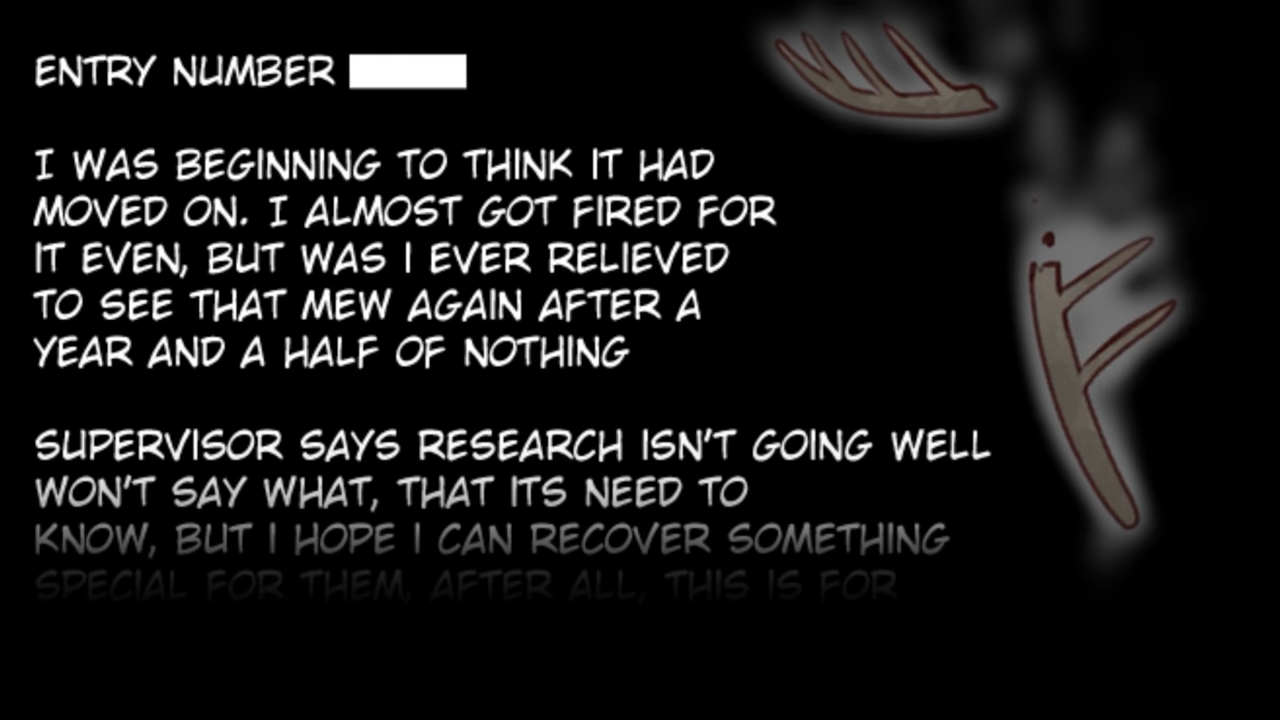 ENTRY NUMBER
I WAS BEGINNING TO THINK IT HAD
MOVED ON. I ALMOST GOT FIRED FOR
IT EVEN, BUT WAS I EVER RELIEVED
TO SEE THAT MEW AGAIN AFTER A
YEAR AND A HALF OF NOTHING
SUPERVISOR SAYS RESEARCH ISN'T GOING WELL
WON'T SAY WHAT, THAT ITS NEED TO
KNOW, BUT I HOPE I CAN RECOVER SOMETHING
SPECIAL FOR THEM, AFTER ALL, THIS IS FOR